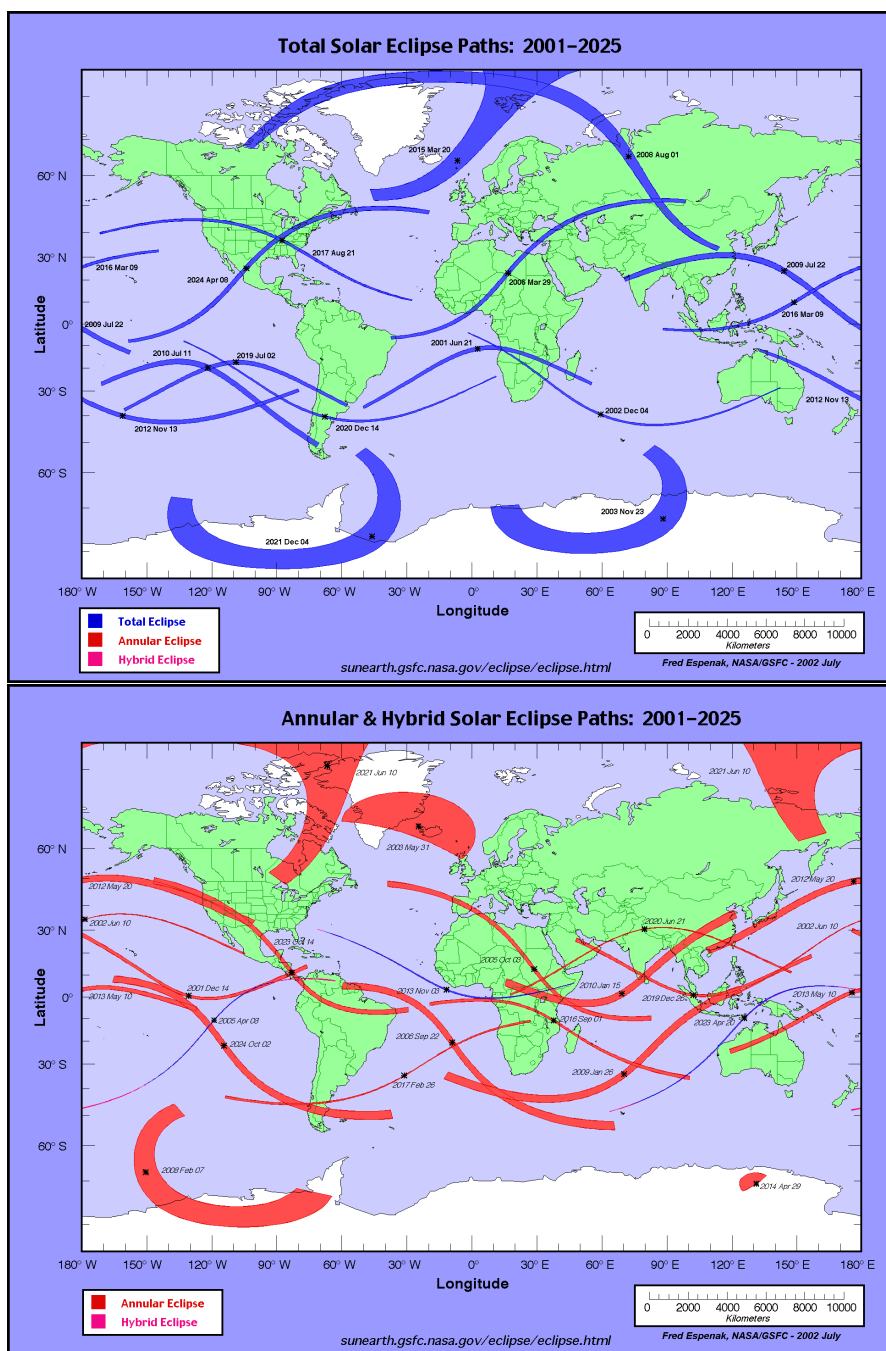 Total Solar Eclipse Paths: 2001–2025
2015 Mar 20
2008 Aug 01
60° N
2017 Aug 21
2016 Mar 09
30° N
2009 Jul 22
2024 Apr 08
2006 Mar 29
2016 Mar 09
Latitude
0°
2009 Jul 22
2001 Jun 21
2010 Jul 11
2019 Jul 02
30° S
2012 Nov 13
2002 Dec 04
2012 Nov 13
2020 Dec 14
60° S
2003 Nov 23
2021 Dec 04
180° W 150° W 120° W 90° W 60° W 30° W 0° 30° E 60° E 90° E 120° E 150° E 180° E
Longitude
Total Eclipse
Annular Eclipse
Hybrid Eclipse
0 2000 4000 6000 8000 10000
Kilometers
sunearth.gsfc.nasa.gov/eclipse/eclipse.html
Fred Espenak, NASA/GSFC - 2002 July
Annular & Hybrid Solar Eclipse Paths: 2001–2025
2021 Jun 10
2021 Jun 10
2003 May 31
60° N
2012 May 20
2012 May 20
2002 Jun 10
2020 Jun 21
2002 Jun 10
30° N
2023 Oct 14
2005 Oct 03
2001 Dec 14
2013 Nov 03
2010 Jan 15
2019 Dec 26
2013 May 10
2013 May 10
Latitude
0°
2005 Apr 08
2016 Sep 01
2023 Apr 20
2024 Oct 02
2006 Sep 22
30° S
2017 Feb 26
2009 Jan 26
60° S
2008 Feb 07
2014 Apr 29
180° W 150° W 120° W 90° W 60° W 30° W 0° 30° E 60° E 90° E 120° E 150° E 180° E
Longitude
Annular Eclipse
Hybrid Eclipse
0 2000 4000 6000 8000 10000
Kilometers
sunearth.gsfc.nasa.gov/eclipse/eclipse.html
Fred Espenak, NASA/GSFC - 2002 July